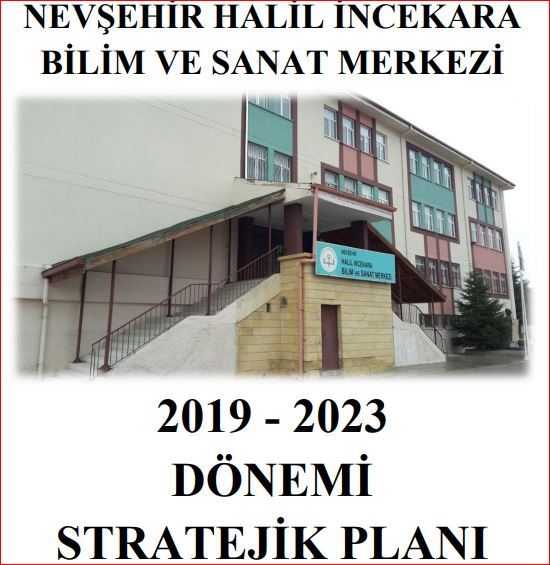 NEVŞEHİR HALİL İNCEKARA
BİLİM VE SANAT MERKEZİ
NEVŞEHİR
HALİL İNCEKARA
BİLİM ve SANAT MERKEZİ
2019 - 2023
DÖNEMİ
STRATEJİK PLANI